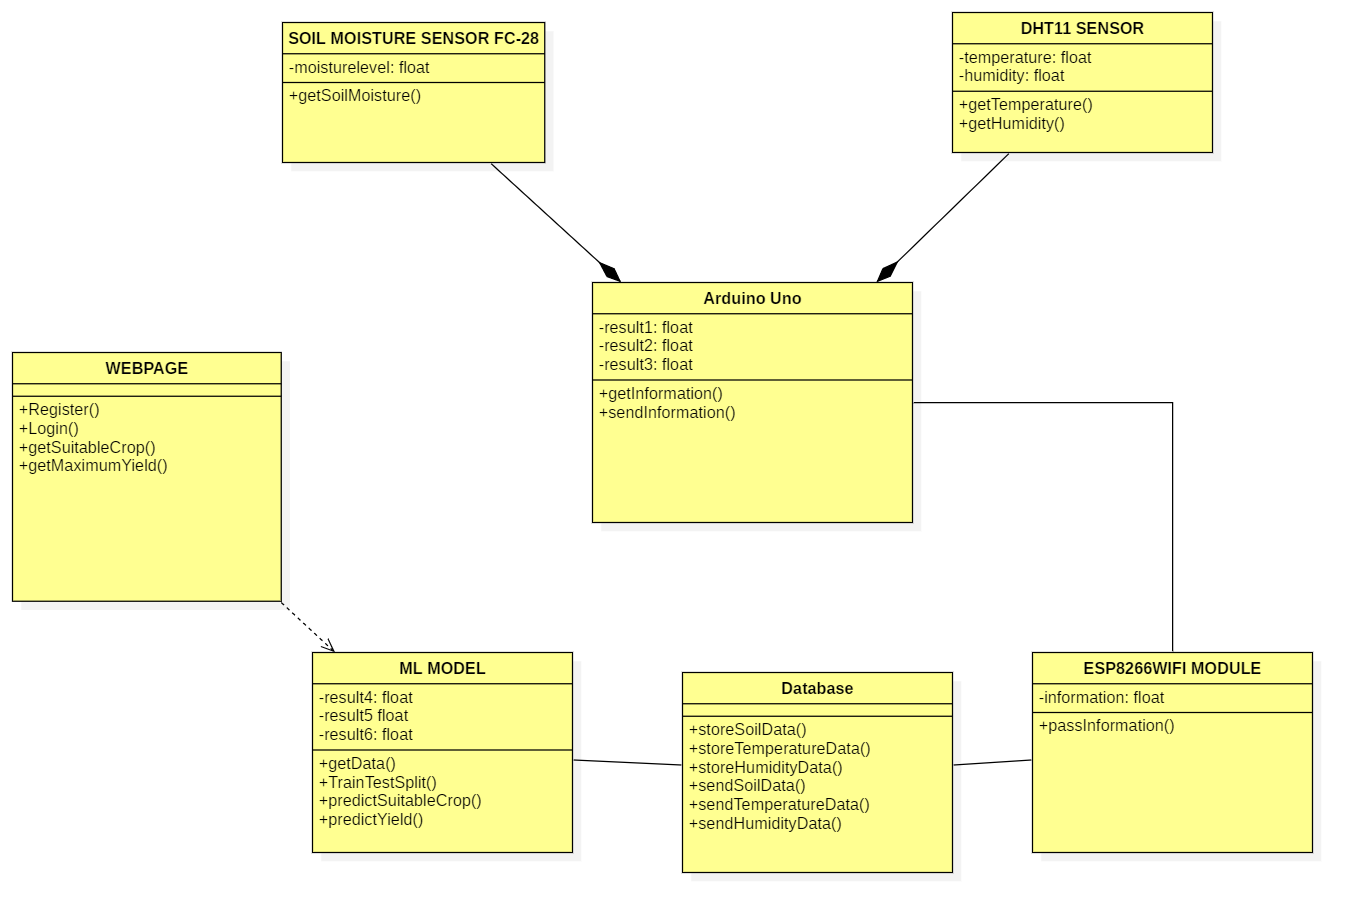 SOIL MOISTURE SENSOR FC-28
-moisturelevel: float
+getSoilMoisture()
DHT11 SENSOR
-temperature: float
-humidity: float
+getTemperature()
+getHumidity()
Arduino Uno
-result1: float
-result2: float
-result3: float
+getInformation()
+sendInformation()
WEBPAGE
+Register()
+Login()
+getSuitableCrop()
+getMaximumYield()
ML MODEL
-result4: float
-result5 float
-result6: float
+getData()
+TrainTestSplit()
+predictSuitableCrop()
+predictYield()
Database
+storeSoilData()
+storeTemperatureData()
+storeHumidityData()
+sendSoilData()
+sendTemperatureData()
+sendHumidityData()
ESP8266WIFI MODULE
-information: float
+passInformation()